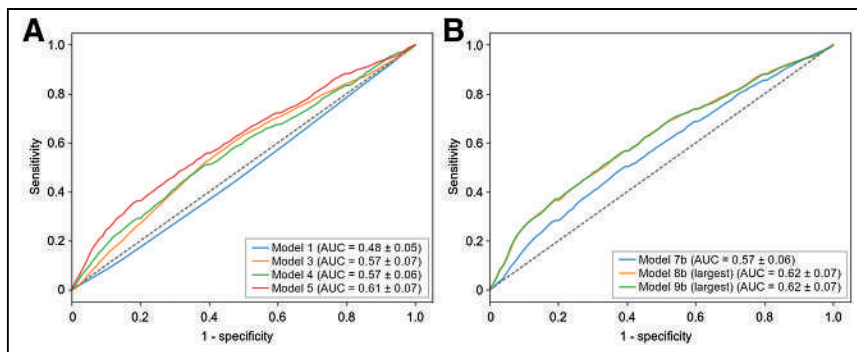 A
1.0
0.8
0.6
0.4
0.2
0
Sensitivity
0
0.2
0.4
0.6
0.8
1.0
1 - specificity
Model 1 (AUC = 0.48 ± 0.05)
Model 3 (AUC = 0.57 ± 0.07)
Model 4 (AUC = 0.57 ± 0.06)
Model 5 (AUC = 0.61 ± 0.07)
B
1.0
0.8
0.6
0.4
0.2
0
Sensitivity
0
0.2
0.4
0.6
0.8
1.0
1 - specificity
Model 7b (AUC = 0.57 ± 0.06)
Model 8b (largest) (AUC = 0.62 ± 0.07)
Model 9b (largest) (AUC = 0.62 ± 0.07)